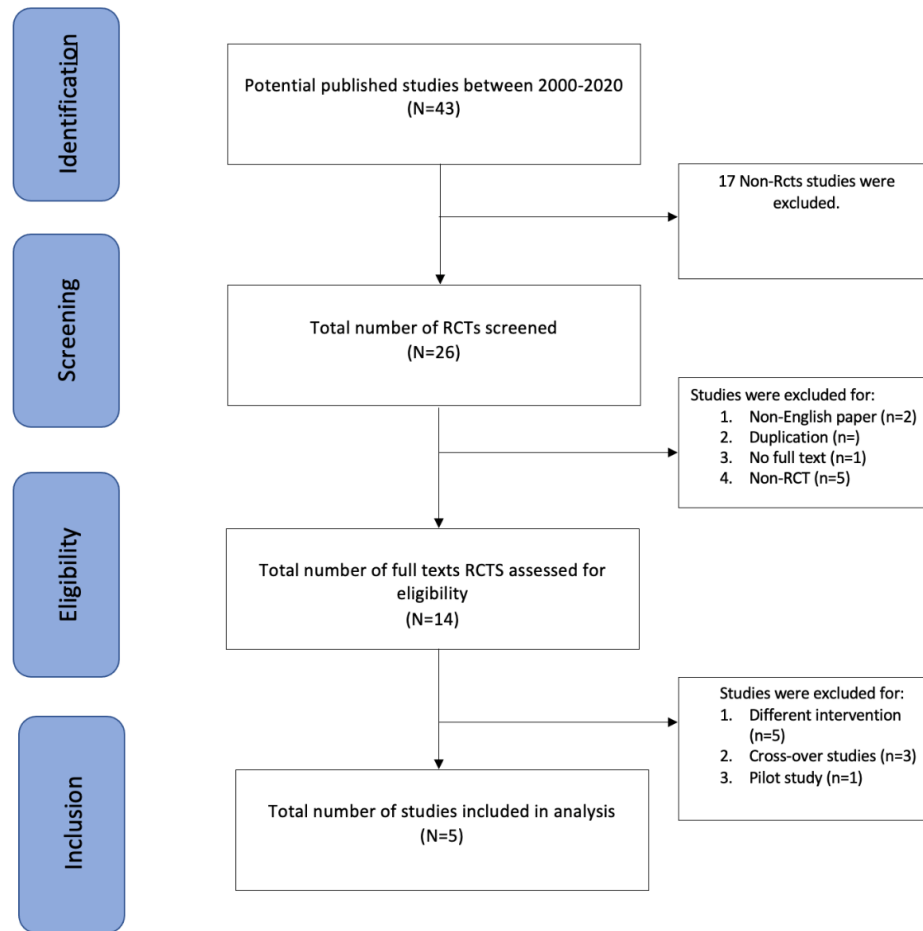 Identification
Potential published studies between 2000-2020
(N=43)
17 Non-Rcts studies were
excluded.
Screening
Total number of RCTs screened
(N=26)
Studies were excluded for:
1. Non-English paper (n=2)
2. Duplication (n=)
3. No full text (n=1)
4. Non-RCT (n=5)
Eligibility
Total number of full texts RCTS assessed for
eligibility
(N=14)
Studies were excluded for:
1. Different intervention
(n=5)
2. Cross-over studies (n=3)
3. Pilot study (n=1)
Inclusion
Total number of studies included in analysis
(N=5)